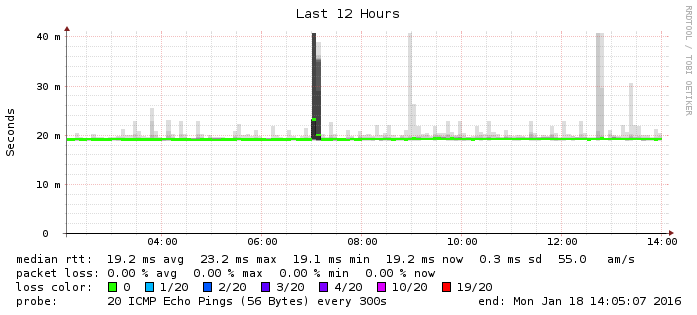 Last 12 Hours
RRDTOOL / TOBI OETIKER
Seconds
40 m
30 m
20 m
10 m
0
04:00 06:00 08:00 10:00 12:00 14:00
median rtt: 19.2 ms avg 23.2 ms max 19.1 ms min 19.2 ms now 0.3 ms sd 55.0 am/s
packet loss: 0.00 % avg 0.00 % max 0.00 % min 0.00 % now
loss color: 0 1/20 2/20 3/20 4/20 10/20 19/20
probe: 20 ICMP Echo Pings (56 Bytes) every 300s end: Mon Jan 18 14:05:07 2016